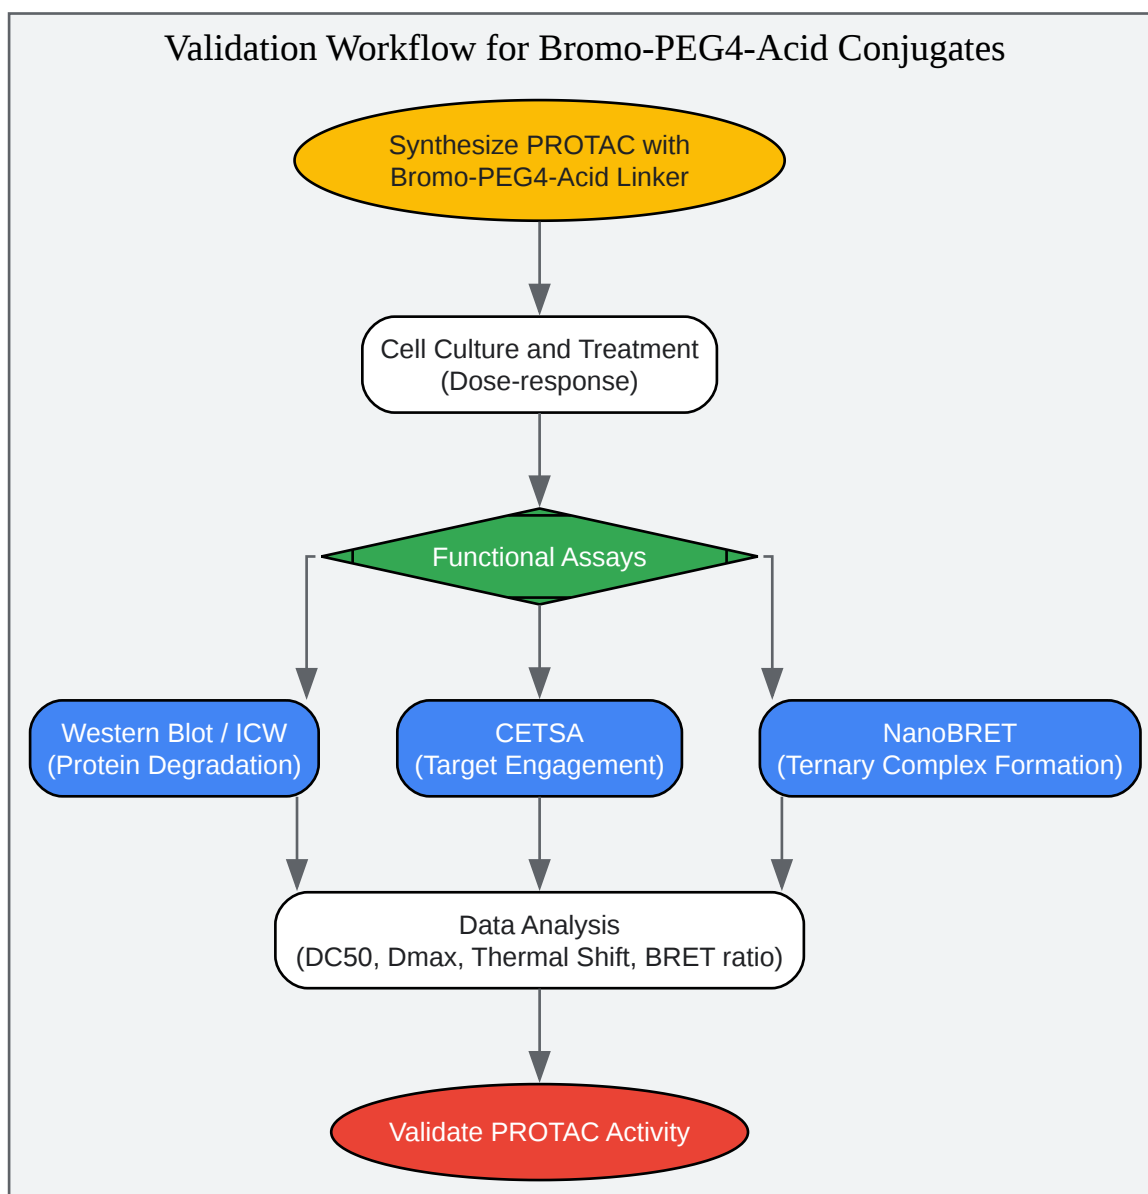 Validation Workflow for Bromo-PEG4-Acid Conjugates
Synthesize PROTAC with
Bromo-PEG4-Acid Linker
Cell Culture and Treatment
(Dose-response)
Functional Assays
Western Blot / ICW
(Protein Degradation)
CETSA
(Target Engagement)
NanoBRET
(Ternary Complex Formation)
Data Analysis
(DC50, Dmax, Thermal Shift, BRET ratio)
Validate PROTAC Activity